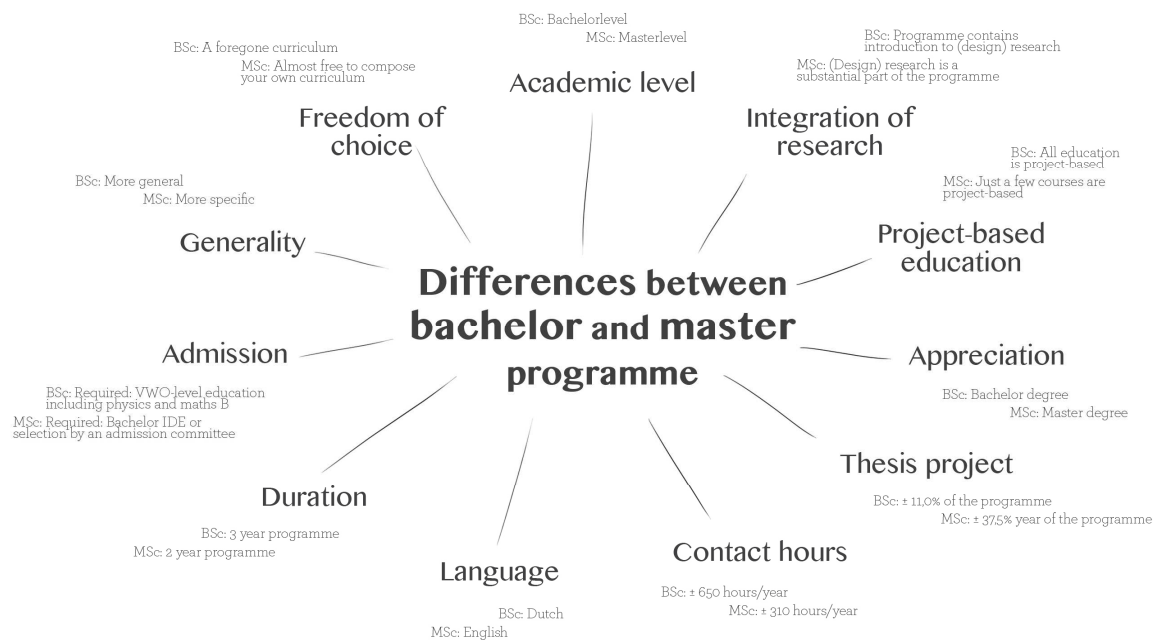 BSc: Bachelorlevel
MSc: Masterlevel
Academic level
BSc: Programme contains
introduction to (design) research
MSc: (Design) research is a
substantial part of the programme
Integration of
research
BSc: All education
is project-based
MSc: Just a few courses are
project-based
Project-based
education
Appreciation
BSc: Bachelor degree
MSc: Master degree
Thesis project
BSc: ± 11,0% of the programme
MSc: ± 37,5% year of the programme
Contact hours
BSc: ± 650 hours/year
MSc: ± 310 hours/year
Language
BSc: Dutch
MSc: English
Duration
BSc: 3 year programme
MSc: 2 year programme
Admission
BSc: Required: VWO-level education
including physics and maths B
MSc: Required: Bachelor IDE or
selection by an admission committee
BSc: More general
MSc: More specific
Generality
BSc: A foregone curriculum
MSc: Almost free to compose
your own curriculum
Freedom of
choice
Differences between
bachelor and master
programme